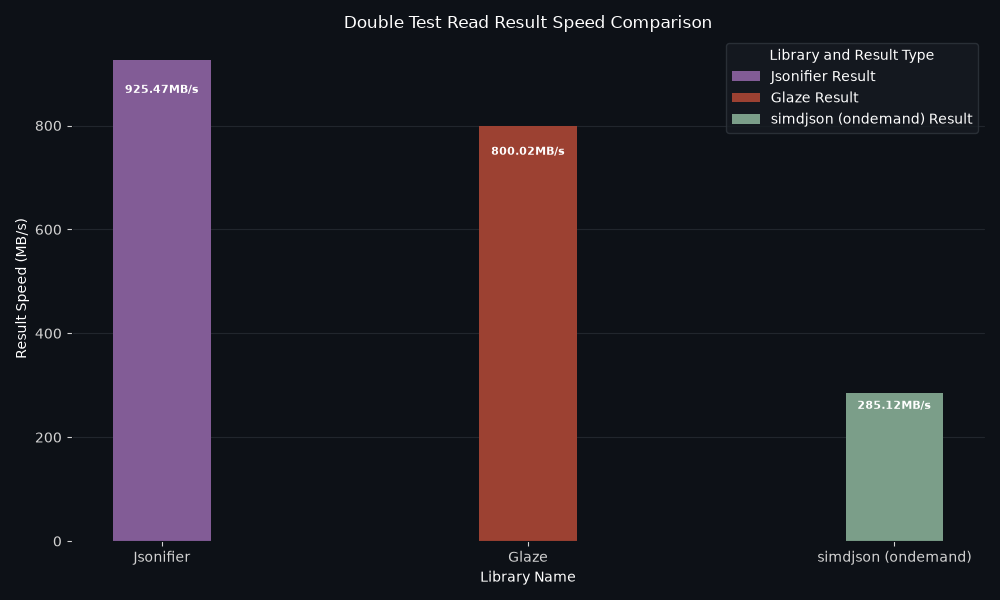 Double Test Read Result Speed Comparison
Library and Result Type
Jsonifier Result
Glaze Result
simdjson (ondemand) Result
925.47MB/s
800.02MB/s
285.12MB/s
Result Speed (MB/s)
800
600
400
200
0
Jsonifier
Glaze
simdjson (ondemand)
Library Name